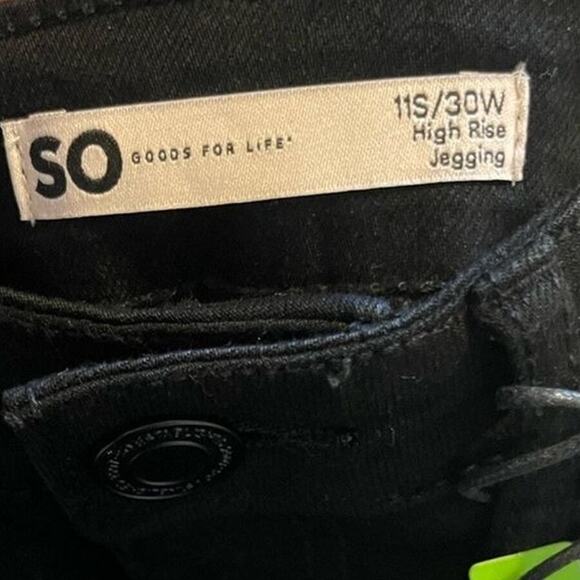 SO GOODS FOR LIFE*
11S/30W
High Rise
Jegging